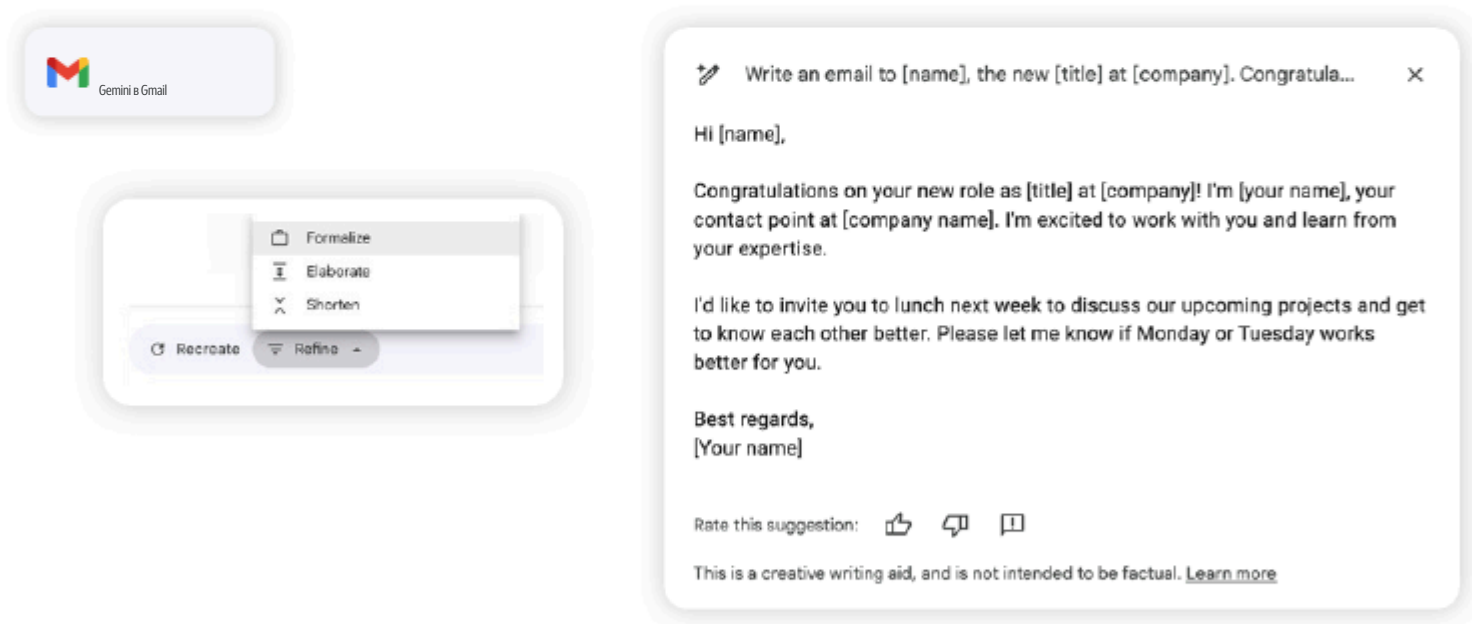 Gemini в Gmail
Formalize
Elaborate
Shorten
Recreate Refine
Write an email to [name], the new [title] at [company]. Congratula...
Hi [name],
Congratulations on your new role as [title] at [company]! I'm [your name], your
contact point at [company name]. I'm excited to work with you and learn from
your expertise.
I'd like to invite you to lunch next week to discuss our upcoming projects and get
to know each other better. Please let me know if Monday or Tuesday works
better for you.
Best regards,
[Your name]
Rate this suggestion:
This is a creative writing aid, and is not intended to be factual. Learn more